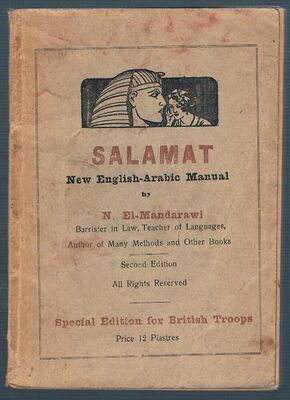 SALAMAT
New English-Arabic Manual
by
N. El-Mandarawi
Barrister in Law, Teacher of Languages,
Author of Many Methods and Other Books
Second Edition
All Rights Reserved
Special Edition for British Troops
Price 12 Piastres